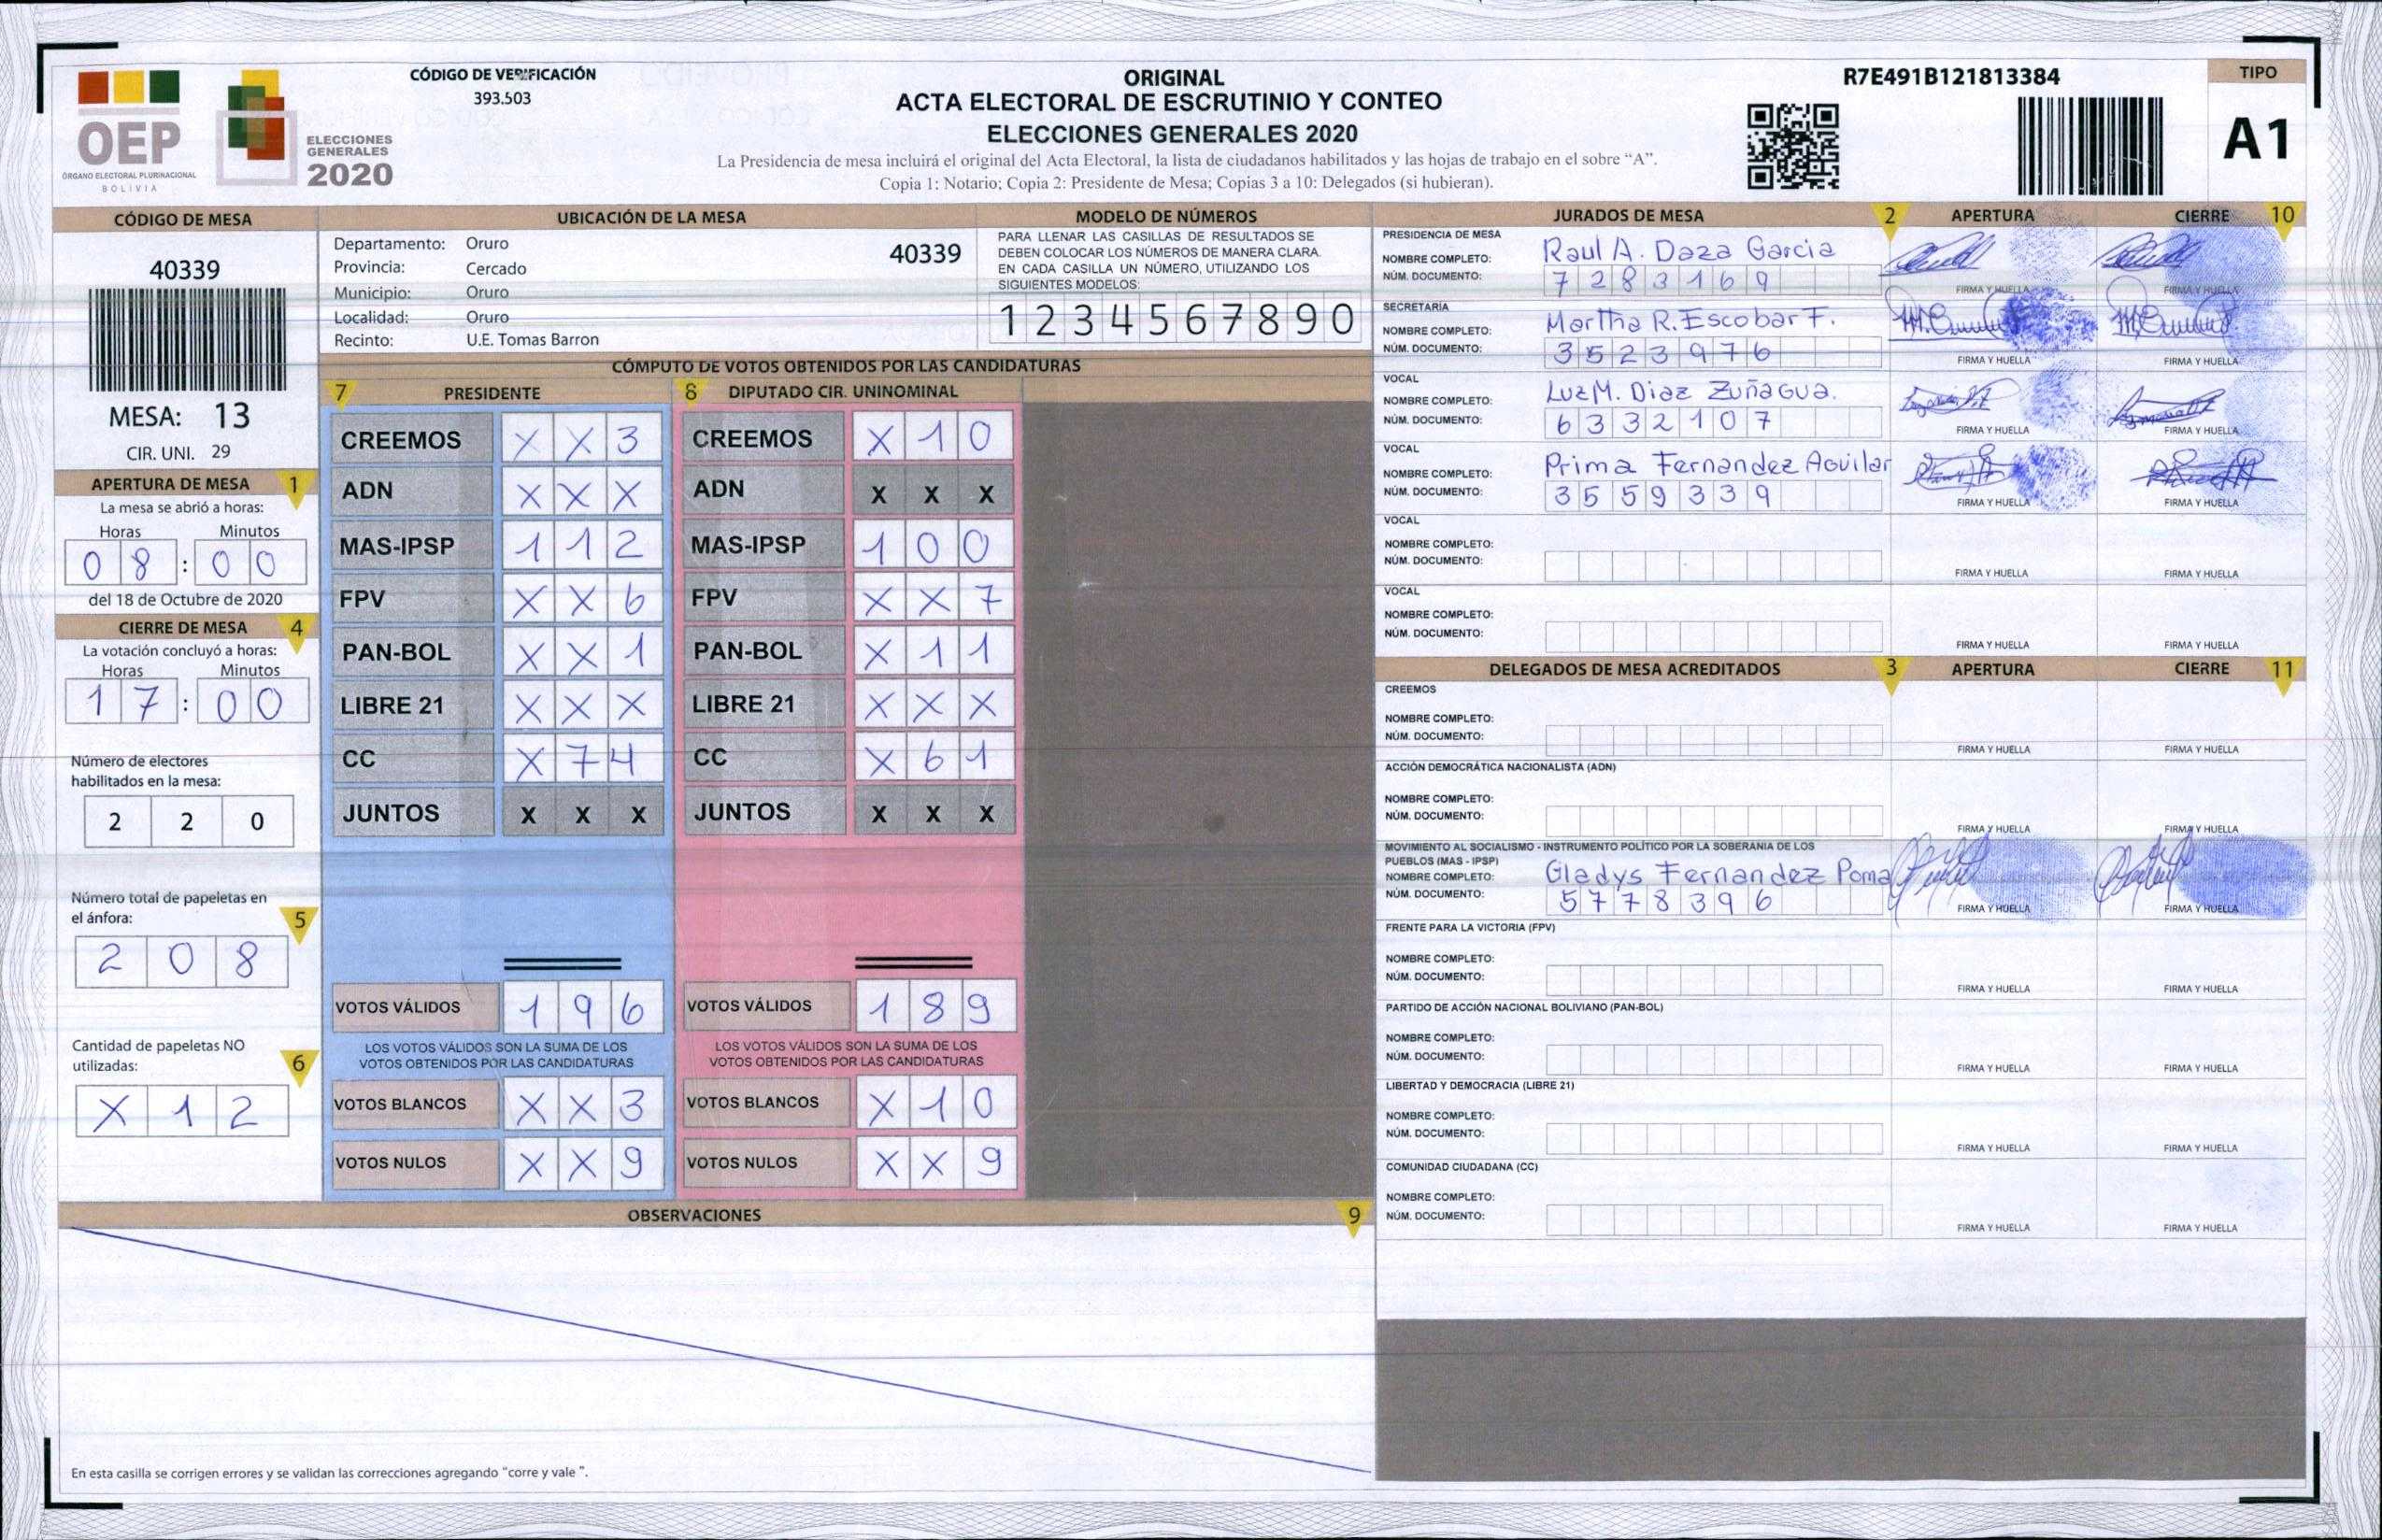 OEP
ÓRGANO ELECTORAL PLURINACIONAL
BOLIVIA
ELECCIONES
GENERALES
2020
CÓDIGO DE VERIFICACIÓN
393.503
ORIGINAL
ACTA ELECTORAL DE ESCRUTINIO Y CONTEO
ELECCIONES GENERALES 2020
La Presidencia de mesa incluirá el original del Acta Electoral, la lista de ciudadanos habilitados y las hojas de trabajo en el sobre “A”.
Copia 1: Notario; Copia 2: Presidente de Mesa; Copias 3 a 10: Delegados (si hubieran).
R7E491B121813384
TIPO
A1
CÓDIGO DE MESA
40339
MESA: 13
CIR. UNI. 29
APERTURA DE MESA 1
La mesa se abrió a horas:
Horas Minutos
0 8 : 0 0
del 18 de Octubre de 2020
CIERRE DE MESA 4
La votación concluyó a horas:
Horas Minutos
1 7 : 0 0
Número de electores
habilitados en la mesa:
2 2 0
Número total de papeletas en
el ánfora: 5
2 0 8
Cantidad de papeletas NO
utilizadas: 6
X 1 2
UBICACIÓN DE LA MESA
Departamento: Oruro 40339
Provincia: Cercado
Municipio: Oruro
Localidad: Oruro
Recinto: U.E. Tomas Barron
MODELO DE NÚMEROS
PARA LLENAR LAS CASILLAS DE RESULTADOS SE
DEBEN COLOCAR LOS NÚMEROS DE MANERA CLARA.
EN CADA CASILLA UN NÚMERO, UTILIZANDO LOS
SIGUIENTES MODELOS:
1 2 3 4 5 6 7 8 9 0
CÓMPUTO DE VOTOS OBTENIDOS POR LAS CANDIDATURAS
7 PRESIDENTE 8 DIPUTADO CIR. UNINOMINAL
CREEMOS X X 3 CREEMOS X 1 0
ADN X X X ADN X X X
MAS-IPSP 1 1 2 MAS-IPSP 1 0 0
FPV X X 6 FPV X X 7
PAN-BOL X X 1 PAN-BOL X 1 1
LIBRE 21 X X X LIBRE 21 X X X
CC X 7 4 CC X 6 1
JUNTOS X X X JUNTOS X X X
VOTOS VÁLIDOS 1 9 6 VOTOS VÁLIDOS 1 8 9
LOS VOTOS VÁLIDOS SON LA SUMA DE LOS LOS VOTOS VÁLIDOS SON LA SUMA DE LOS
VOTOS OBTENIDOS POR LAS CANDIDATURAS VOTOS OBTENIDOS POR LAS CANDIDATURAS
VOTOS BLANCOS X X 3 VOTOS BLANCOS X 1 0
VOTOS NULOS X X 9 VOTOS NULOS X X 9
OBSERVACIONES 9
En esta casilla se corrigen errores y se validan las correcciones agregando “corre y vale ”.
JURADOS DE MESA 2 APERTURA CIERRE 10
PRESIDENCIA DE MESA
NOMBRE COMPLETO: Raul A. Daza Garcia
NÚM. DOCUMENTO: 7 2 8 3 1 6 9
FIRMA Y HUELLA FIRMA Y HUELLA
SECRETARÍA
NOMBRE COMPLETO: Martha R. Escobar F.
NÚM. DOCUMENTO: 3 5 2 3 9 7 6
FIRMA Y HUELLA FIRMA Y HUELLA
VOCAL
NOMBRE COMPLETO: Luz M. Diaz Zuñagua.
NÚM. DOCUMENTO: 6 3 3 2 1 0 7
FIRMA Y HUELLA FIRMA Y HUELLA
VOCAL
NOMBRE COMPLETO: Prima Fernandez Aguilar
NÚM. DOCUMENTO: 3 5 5 9 3 3 9
FIRMA Y HUELLA FIRMA Y HUELLA
VOCAL
NOMBRE COMPLETO:
NÚM. DOCUMENTO:
FIRMA Y HUELLA FIRMA Y HUELLA
VOCAL
NOMBRE COMPLETO:
NÚM. DOCUMENTO:
FIRMA Y HUELLA FIRMA Y HUELLA
DELEGADOS DE MESA ACREDITADOS 3 APERTURA CIERRE 11
CREEMOS
NOMBRE COMPLETO:
NÚM. DOCUMENTO:
FIRMA Y HUELLA FIRMA Y HUELLA
ACCIÓN DEMOCRÁTICA NACIONALISTA (ADN)
NOMBRE COMPLETO:
NÚM. DOCUMENTO:
FIRMA Y HUELLA FIRMA Y HUELLA
MOVIMIENTO AL SOCIALISMO - INSTRUMENTO POLÍTICO POR LA SOBERANIA DE LOS
PUEBLOS (MAS - IPSP)
NOMBRE COMPLETO: Gladys Fernandez Poma
NÚM. DOCUMENTO: 5 7 7 8 3 9 6
FIRMA Y HUELLA FIRMA Y HUELLA
FRENTE PARA LA VICTORIA (FPV)
NOMBRE COMPLETO:
NÚM. DOCUMENTO:
FIRMA Y HUELLA FIRMA Y HUELLA
PARTIDO DE ACCIÓN NACIONAL BOLIVIANO (PAN-BOL)
NOMBRE COMPLETO:
NÚM. DOCUMENTO:
FIRMA Y HUELLA FIRMA Y HUELLA
LIBERTAD Y DEMOCRACIA (LIBRE 21)
NOMBRE COMPLETO:
NÚM. DOCUMENTO:
FIRMA Y HUELLA FIRMA Y HUELLA
COMUNIDAD CIUDADANA (CC)
NOMBRE COMPLETO:
NÚM. DOCUMENTO:
FIRMA Y HUELLA FIRMA Y HUELLA